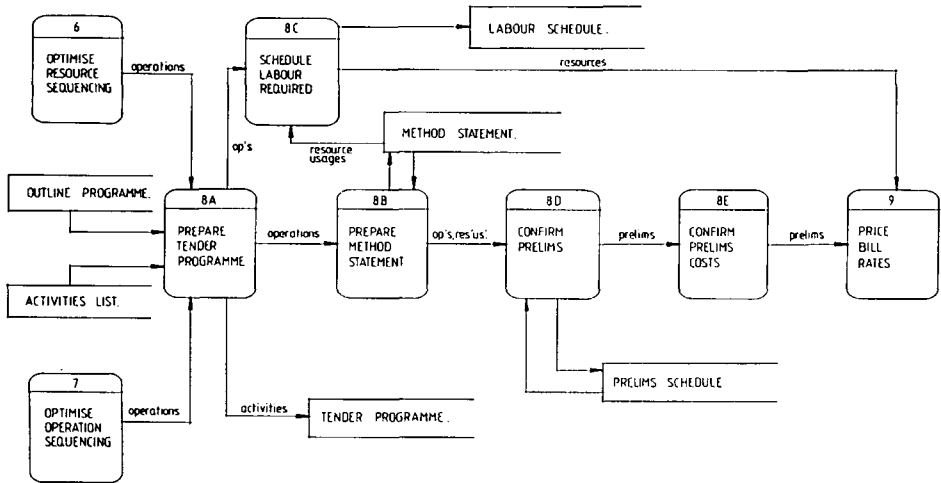 6
OPTIMISE
RESOURCE
SEQUENCING
operations
8C
SCHEDULE
LABOUR
REQUIRED
LABOUR SCHEDULE.
resources
op's
resource
usages
METHOD STATEMENT.
OUTLINE PROGRAMME.
ACTIVITIES LIST.
8A
PREPARE
TENDER
PROGRAMME
operations
8B
PREPARE
METHOD
STATEMENT
op's,res'us'.
8D
CONFIRM
PRELIMS
prelims
8E
CONFIRM
PRELIMS
COSTS
prelims
9
PRICE
BILL
RATES
7
OPTIMISE
OPERATION
SEQUENCING
operations
activities
TENDER PROGRAMME.
PRELIMS SCHEDULE